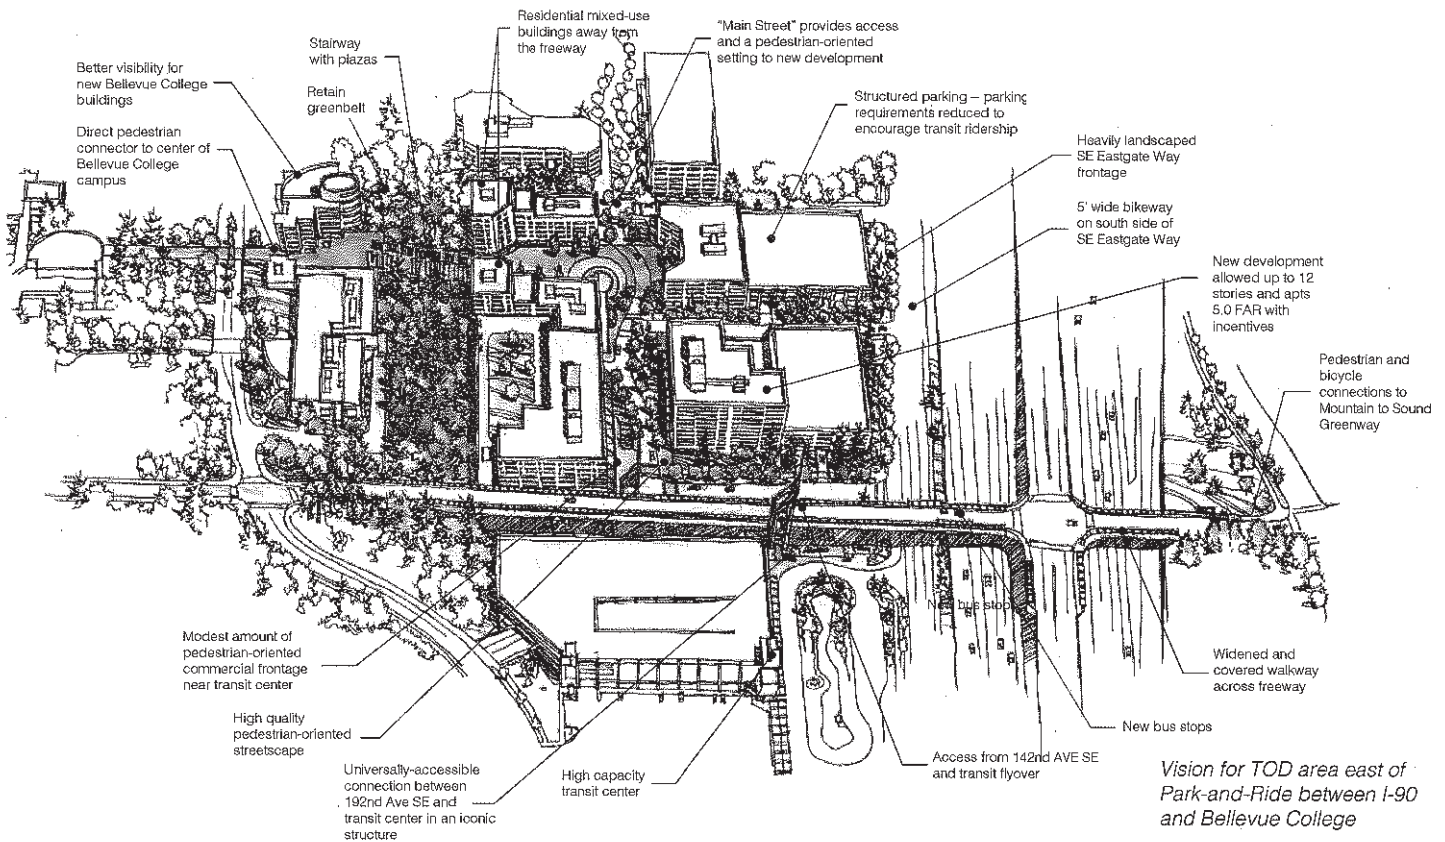 Residential mixed-use
buildings away from
the freeway
"Main Street" provides access
and a pedestrian-oriented
setting to new development
Stairway
with plazas
Better visibility for
new Bellevue College
buildings
Retain
greenbelt
Structured parking – parking
requirements reduced to
encourage transit ridership
Direct pedestrian
connector to center of
Bellevue College
campus
Heavily landscaped
SE Eastgate Way
frontage
5' wide bikeway
on south side of
SE Eastgate Way
New development
allowed up to 12
stories and apts
5.0 FAR with
incentives
Pedestrian and
bicycle
connections to
Mountain to Sound
Greenway
New bus stops
Modest amount of
pedestrian-oriented
commercial frontage
near transit center
Widened and
covered walkway
across freeway
High quality
pedestrian-oriented
streetscape
New bus stops
Universally-accessible
connection between
192nd Ave SE and
transit center in an iconic
structure
High capacity
transit center
Access from 142nd AVE SE
and transit flyover
Vision for TOD area east of
Park-and-Ride between I-90
and Bellevue College